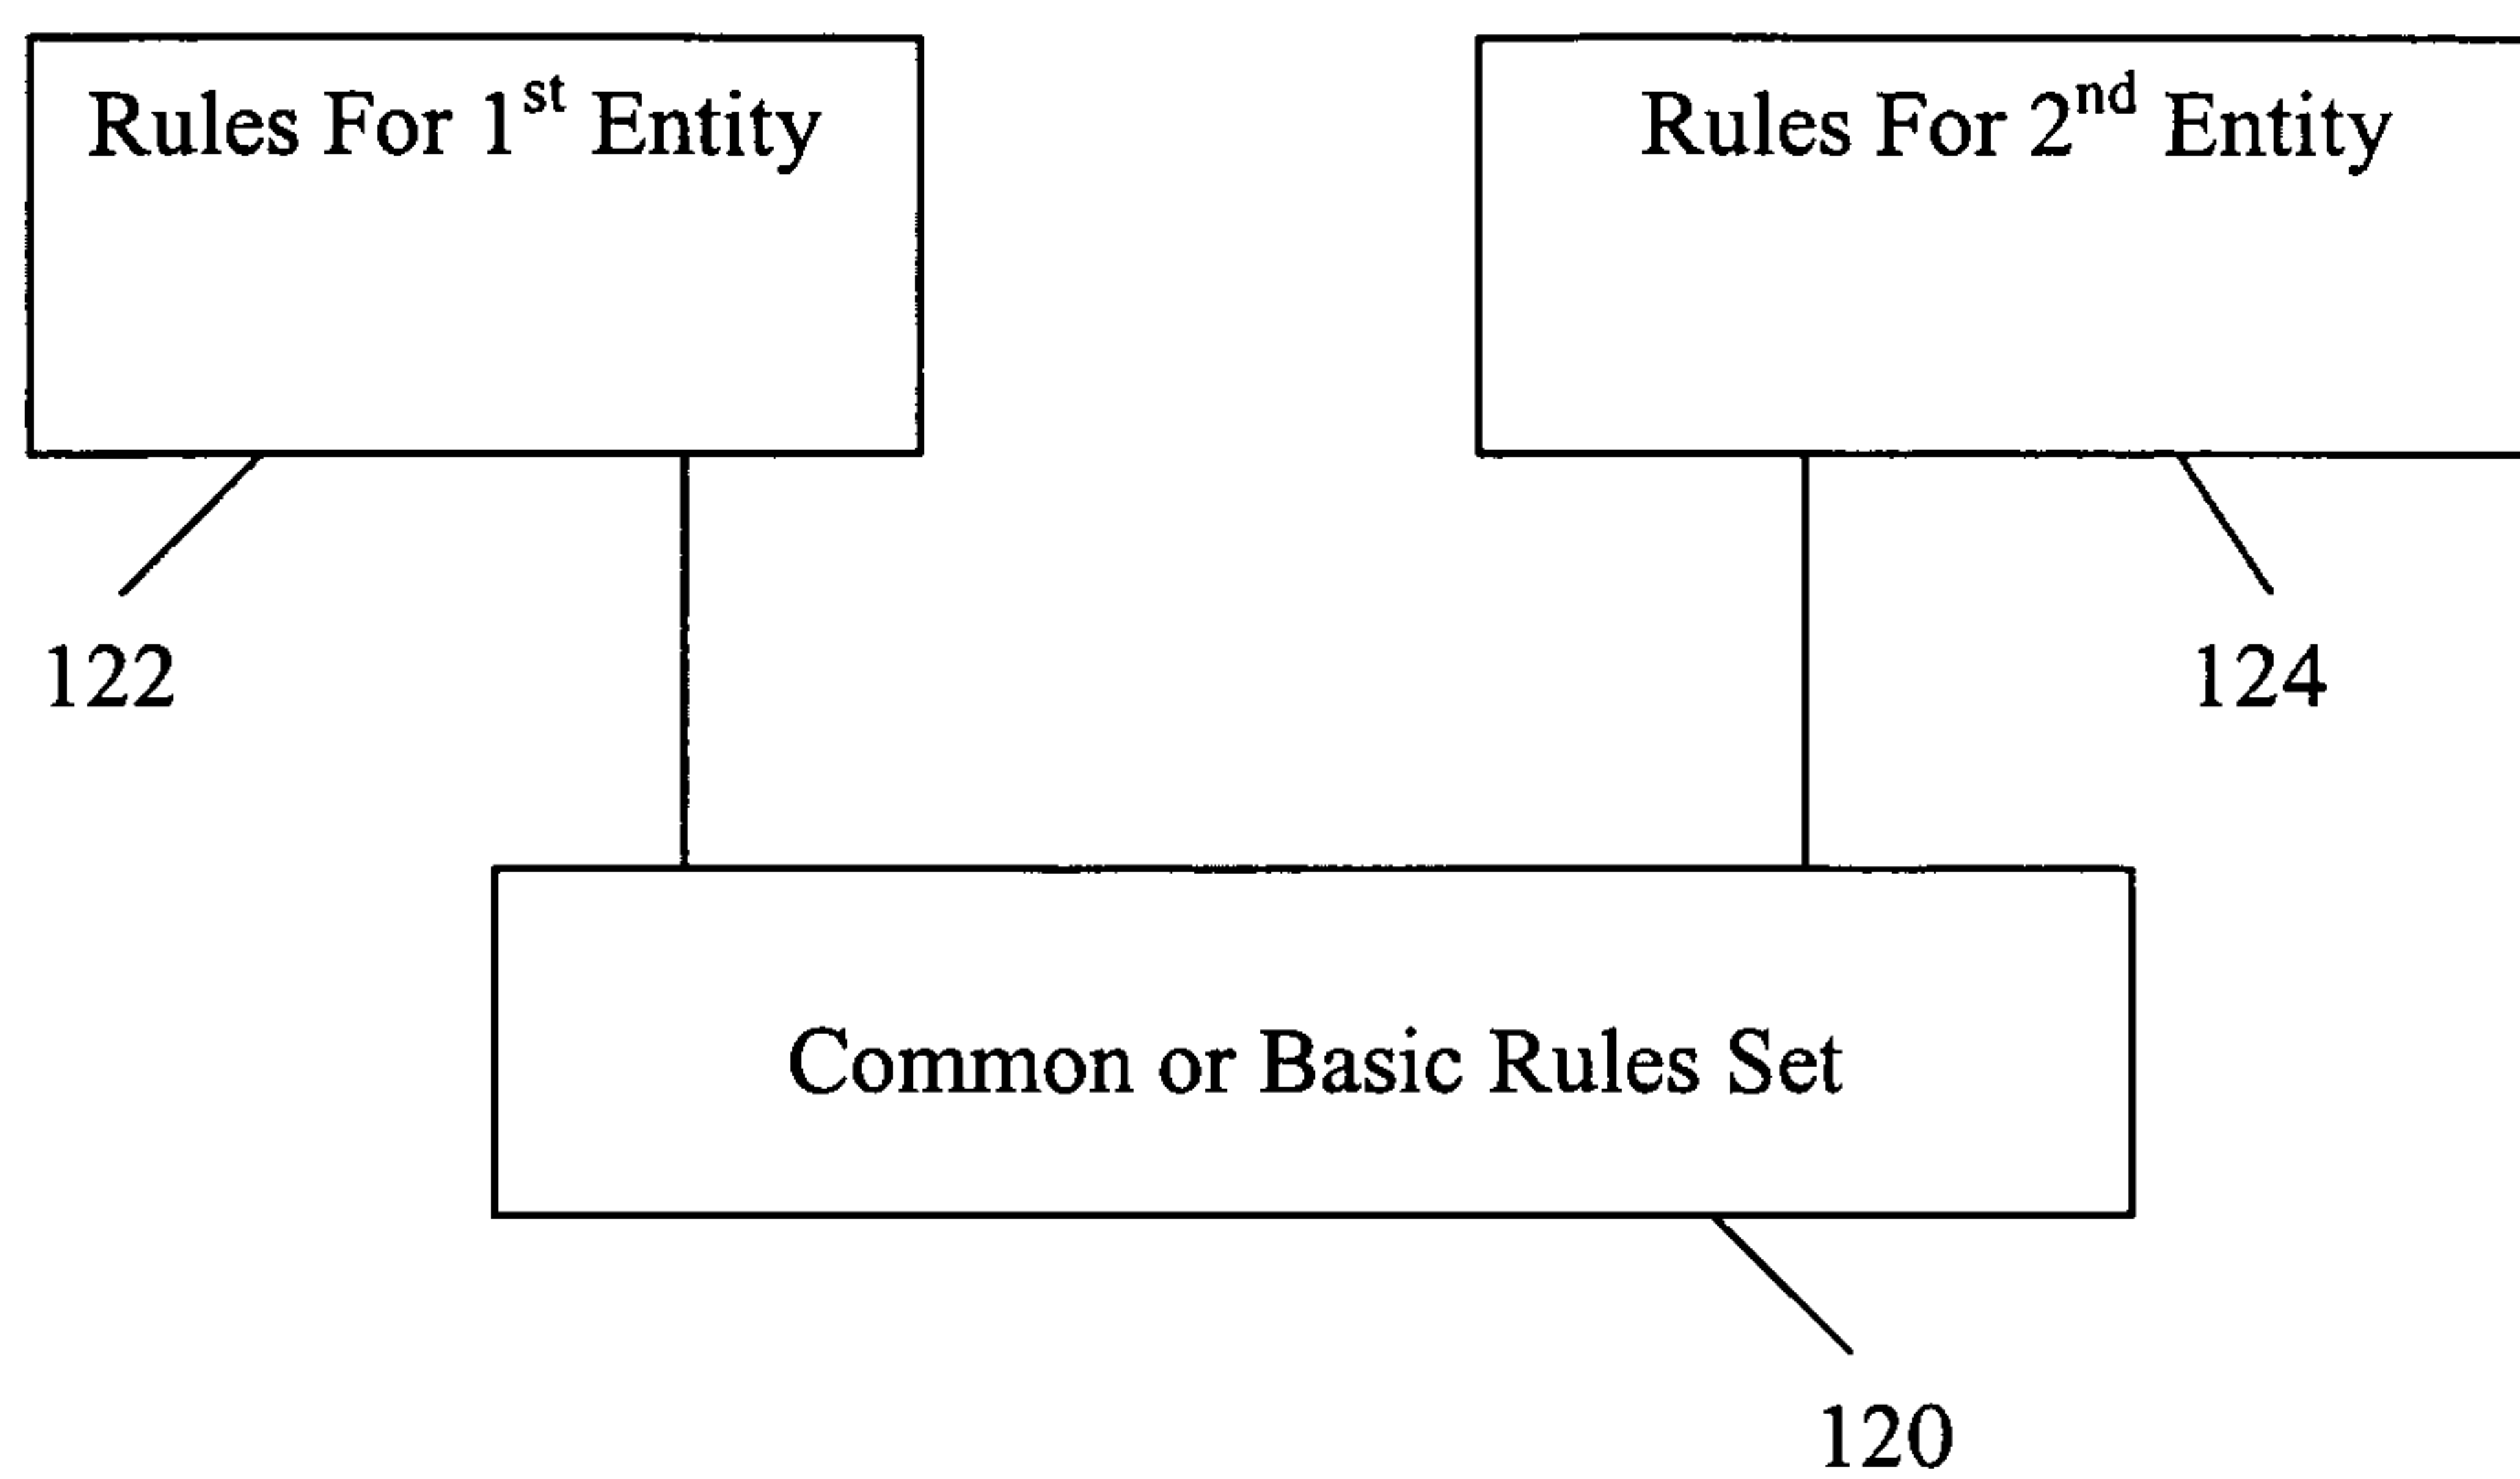 Rules For 1st Entity
Rules For 2nd Entity
122
124
Common or Basic Rules Set
120